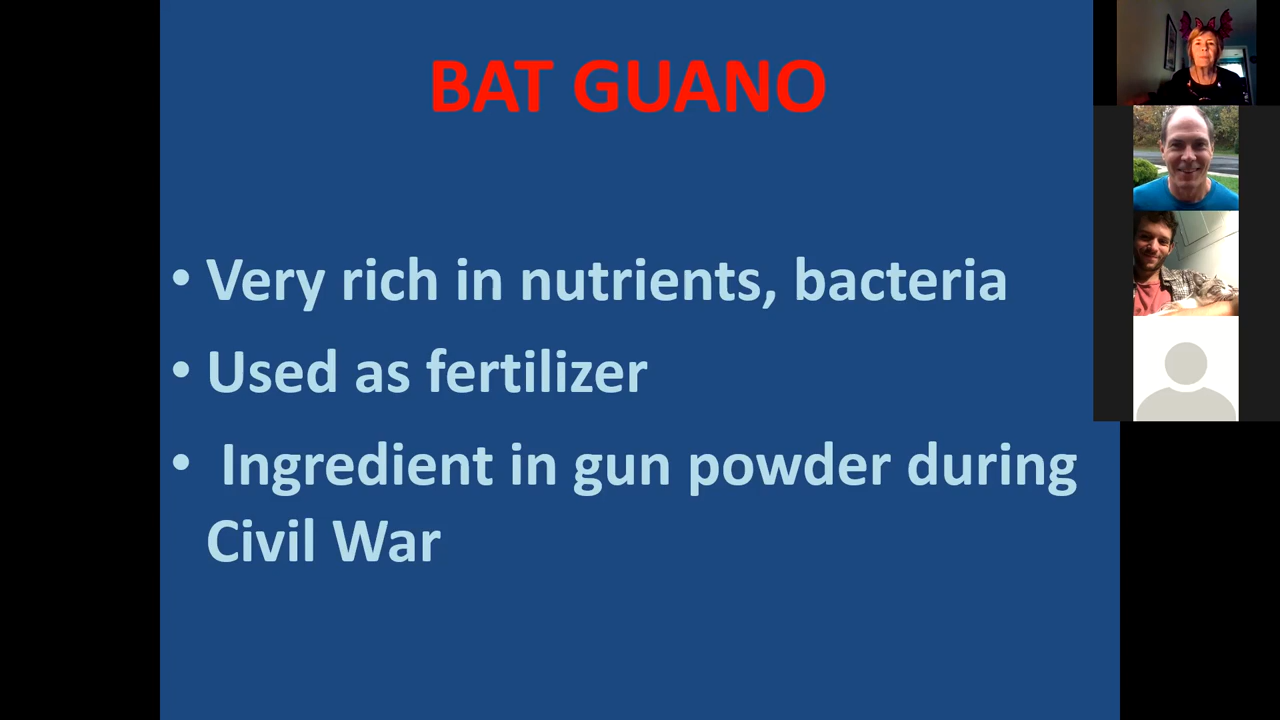 BAT GUANO
• Very rich in nutrients, bacteria
• Used as fertilizer
• Ingredient in gun powder during
Civil War